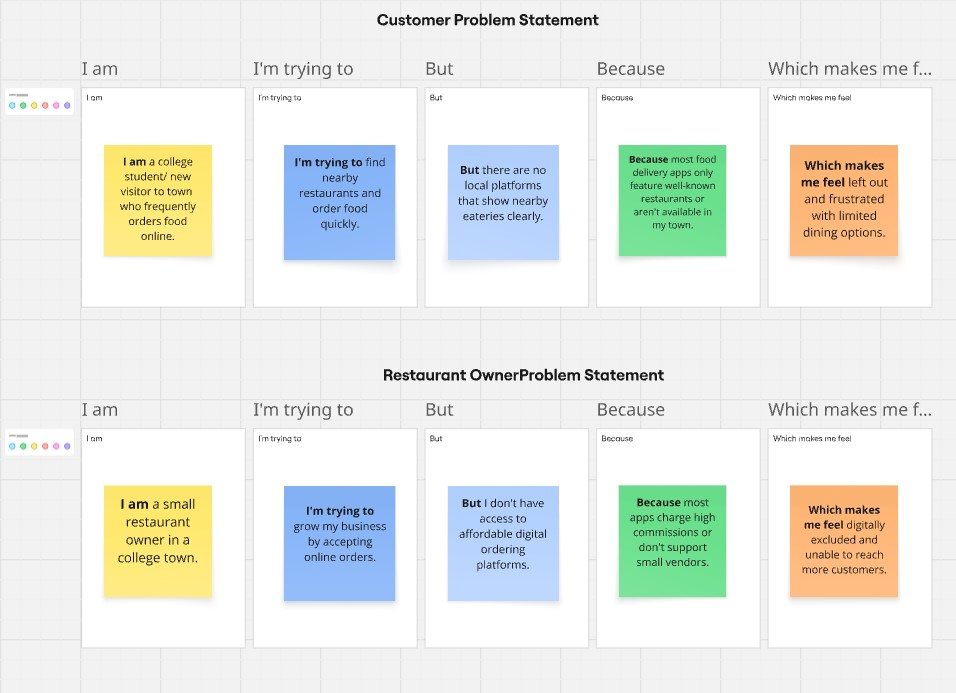 Customer Problem Statement
I am
I'm trying to
But
Because
Which makes me f...
I am
I'm trying to
But
Because
Which makes me feel
I am a college
student/ new
visitor to town
who frequently
orders food
online.
I'm trying to find
nearby
restaurants and
order food
quickly.
But there are no
local platforms
that show nearby
eateries clearly.
Because most food
delivery apps only
feature well-known
restaurants or
aren't available in
my town.
Which makes
me feel left out
and frustrated
with limited
dining options.
Restaurant OwnerProblem Statement
I am
I'm trying to
But
Because
Which makes me f...
I am
I'm trying to
But
Because
Which makes me feel
I am a small
restaurant
owner in a
college town.
I'm trying to
grow my business
by accepting
online orders.
But I don't have
access to
affordable digital
ordering
platforms.
Because most
apps charge high
commissions or
don't support
small vendors.
Which makes
me feel digitally
excluded and
unable to reach
more customers.